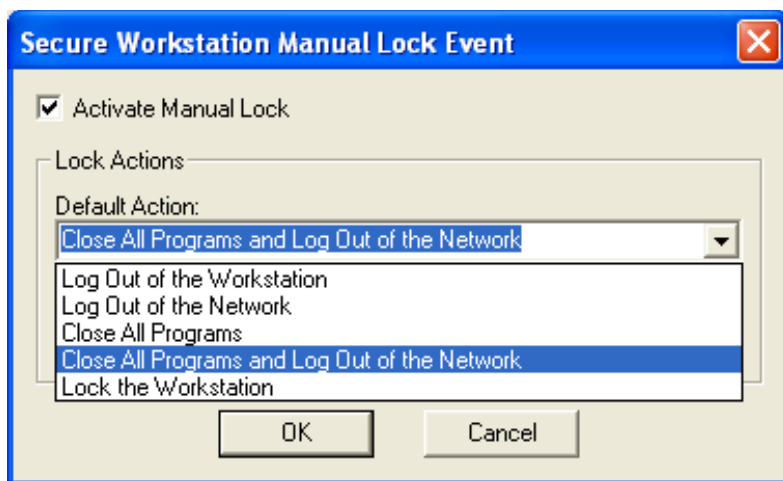 Secure Workstation Manual Lock Event
Activate Manual Lock
Lock Actions
Default Action:
Close All Programs and Log Out of the Network
Log Out of the Workstation
Log Out of the Network
Close All Programs
Close All Programs and Log Out of the Network
Lock the Workstation
OK
Cancel